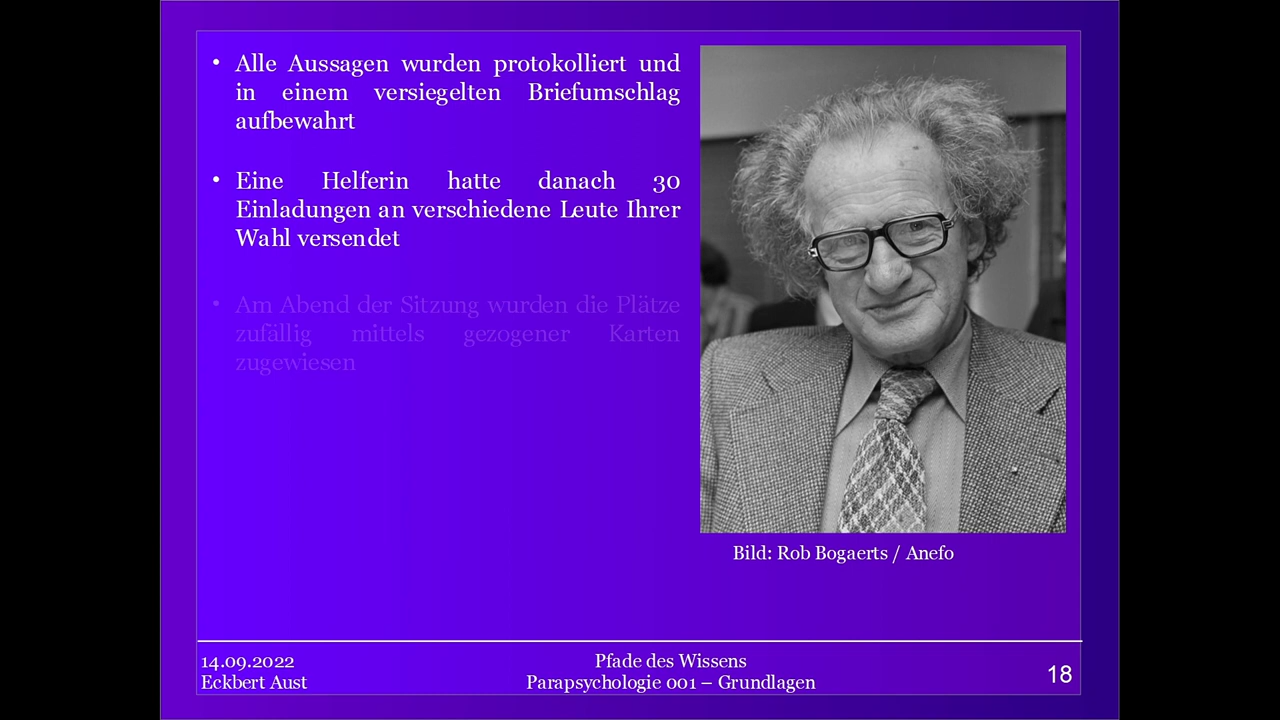 • Alle Aussagen wurden protokolliert und
in einem versiegelten Briefumschlag
aufbewahrt
• Eine Helferin hatte danach 30
Einladungen an verschiedene Leute Ihrer
Wahl versendet
• Am Abend der Sitzung wurden die Plätze
zufällig mittels gezogener Karten
zugewiesen
Bild: Rob Bogaerts / Anefo
14.09.2022
Eckbert Aust
Pfade des Wissens
Parapsychologie 001 – Grundlagen
18